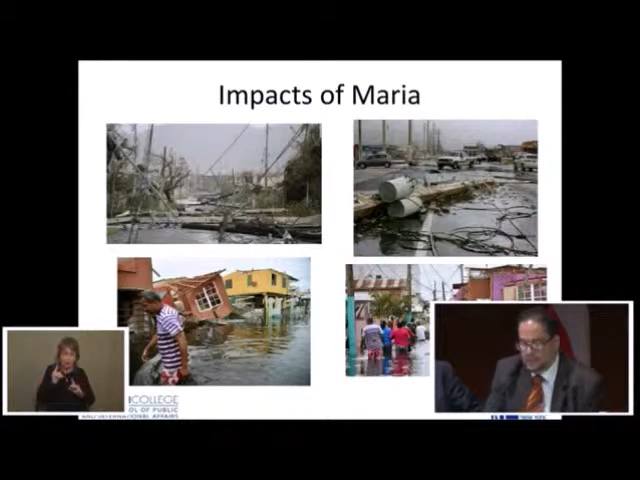 Impacts of Maria
COLLEGE
OL OF PUBLIC
AND INTERNATIONAL AFFAIRS